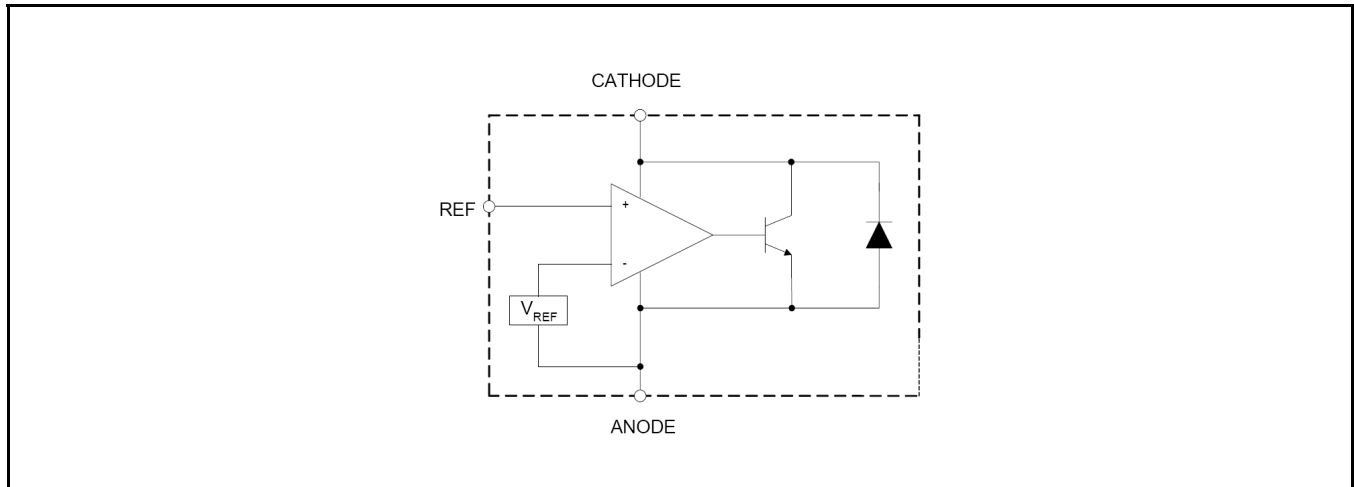 CATHODE
REF
+
-
VREF
ANODE